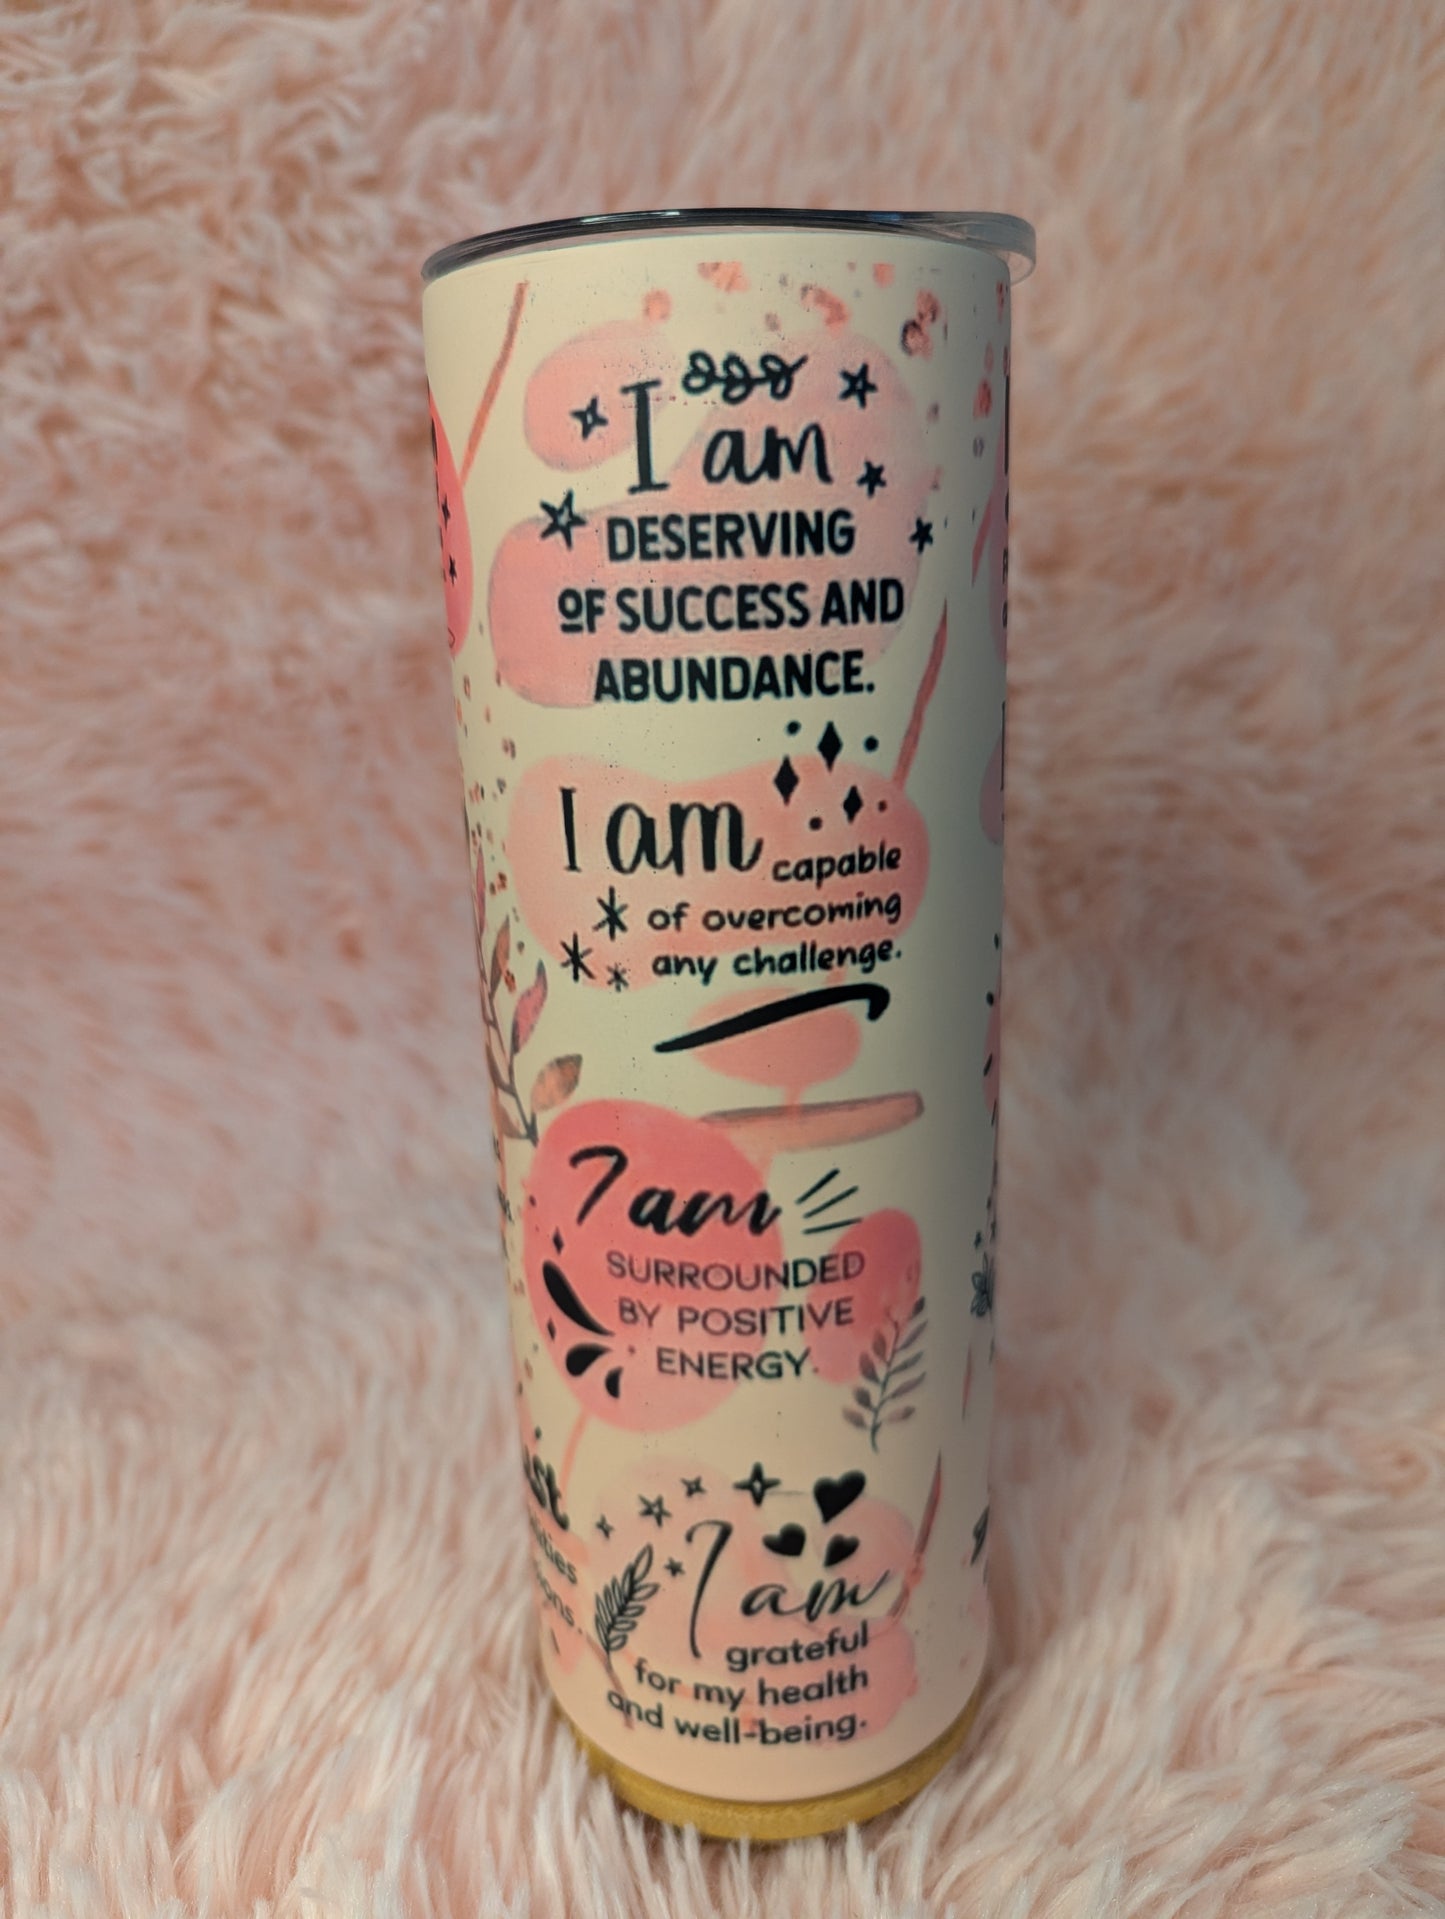 I am
DESERVING
OF SUCCESS AND
ABUNDANCE.
I am capable
of overcoming
any challenge.
I am
SURROUNDED
BY POSITIVE
ENERGY.
I am
grateful
for my health
and well-being.